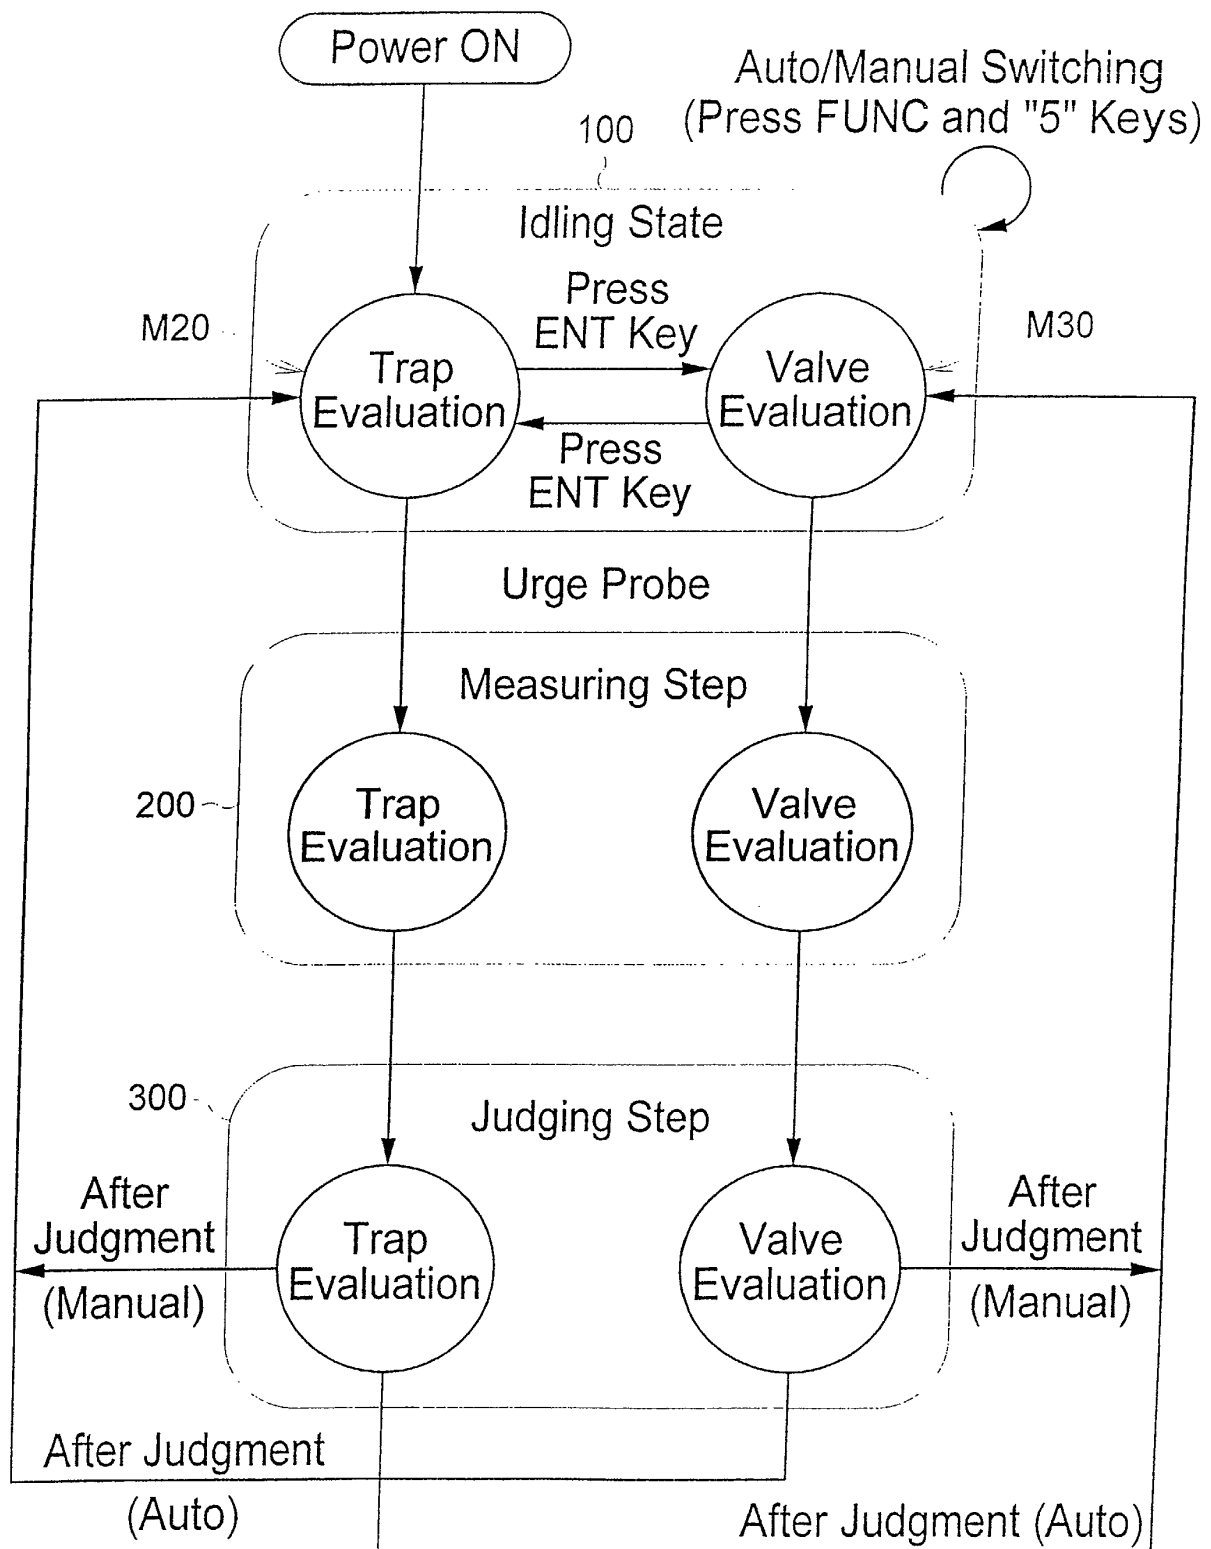 Power ON
Auto/Manual Switching
(Press FUNC and "5" Keys)
100
Idling State
Press
ENT Key
M20
M30
Trap
Evaluation
Valve
Evaluation
Press
ENT Key
Urge Probe
Measuring Step
200
Trap
Evaluation
Valve
Evaluation
300
Judging Step
After
Judgment
(Manual)
Trap
Evaluation
Valve
Evaluation
After
Judgment
(Manual)
After Judgment
(Auto)
After Judgment (Auto)